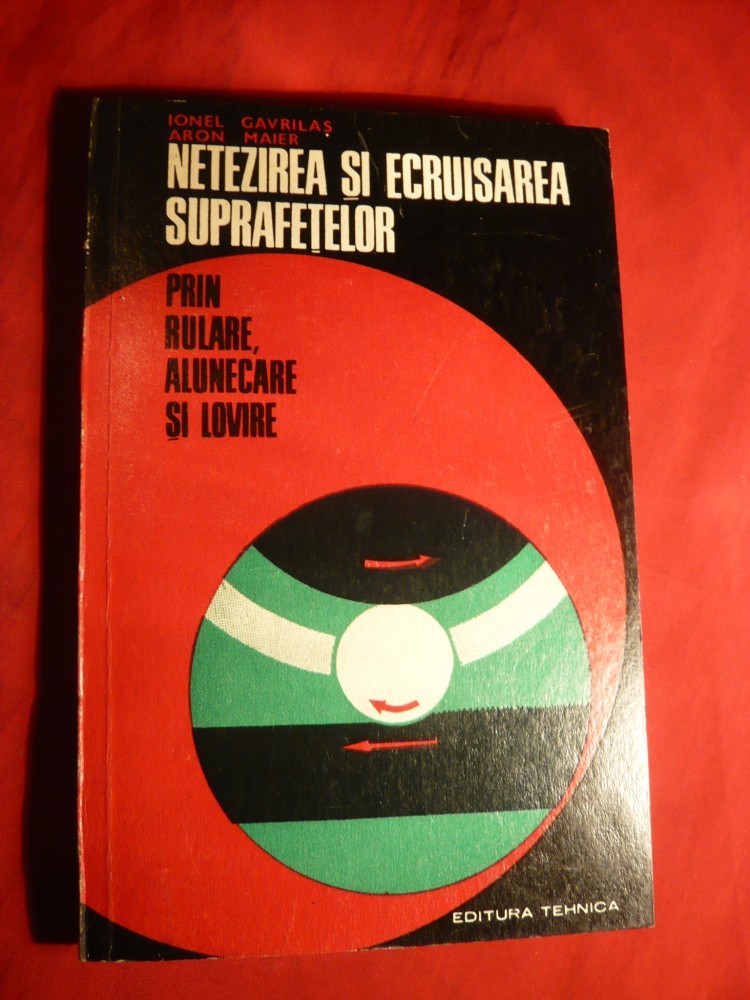 IONEL GAVRILAȘ
ARON MAIER
NETEZIREA ȘI ECRUISAREA
SUPRAFEȚELOR
PRIN
RULARE,
ALUNECARE
ȘI LOVIRE
EDITURA TEHNICA